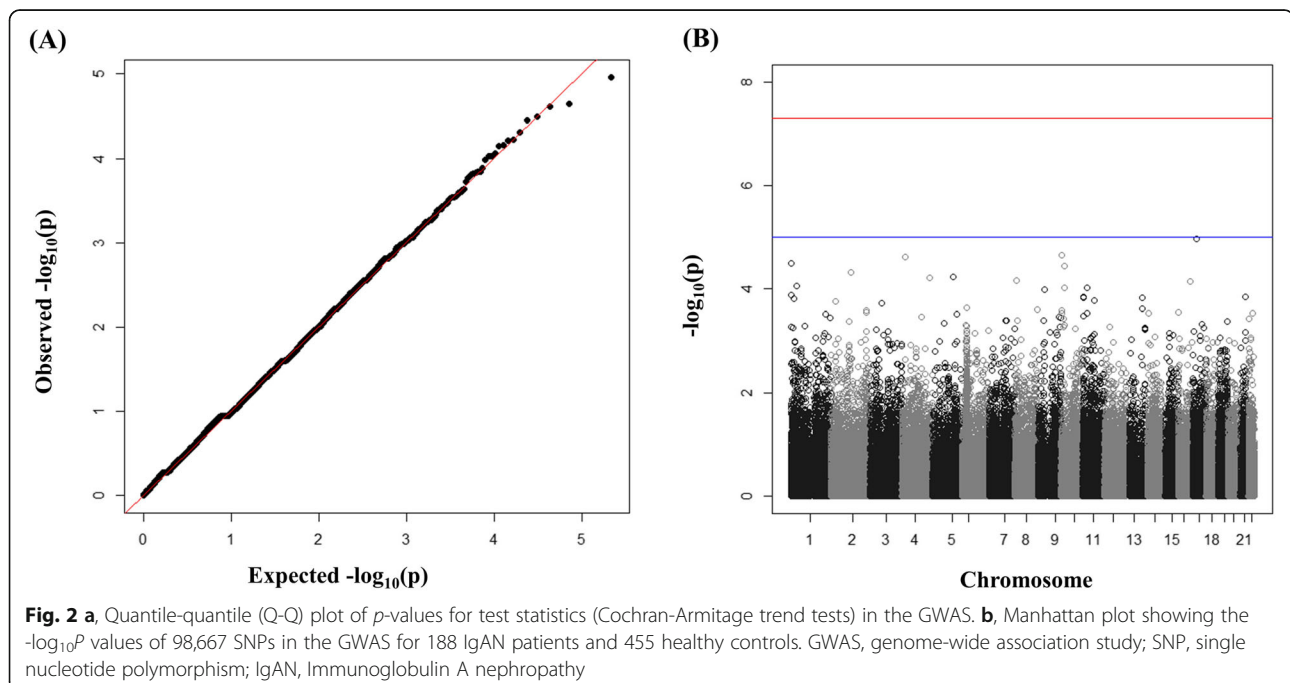 (A)
(B)
Observed -log₁₀(p)
5
4
3
2
1
0
0 1 2 3 4 5
Expected -log₁₀(p)
-log₁₀(p)
8
6
4
2
0
1 2 3 4 5 7 8 9 11 13 15 18 21
Chromosome
Fig. 2 a, Quantile-quantile (Q-Q) plot of p-values for test statistics (Cochran-Armitage trend tests) in the GWAS. b, Manhattan plot showing the
-log₁₀P values of 98,667 SNPs in the GWAS for 188 IgAN patients and 455 healthy controls. GWAS, genome-wide association study; SNP, single
nucleotide polymorphism; IgAN, Immunoglobulin A nephropathy